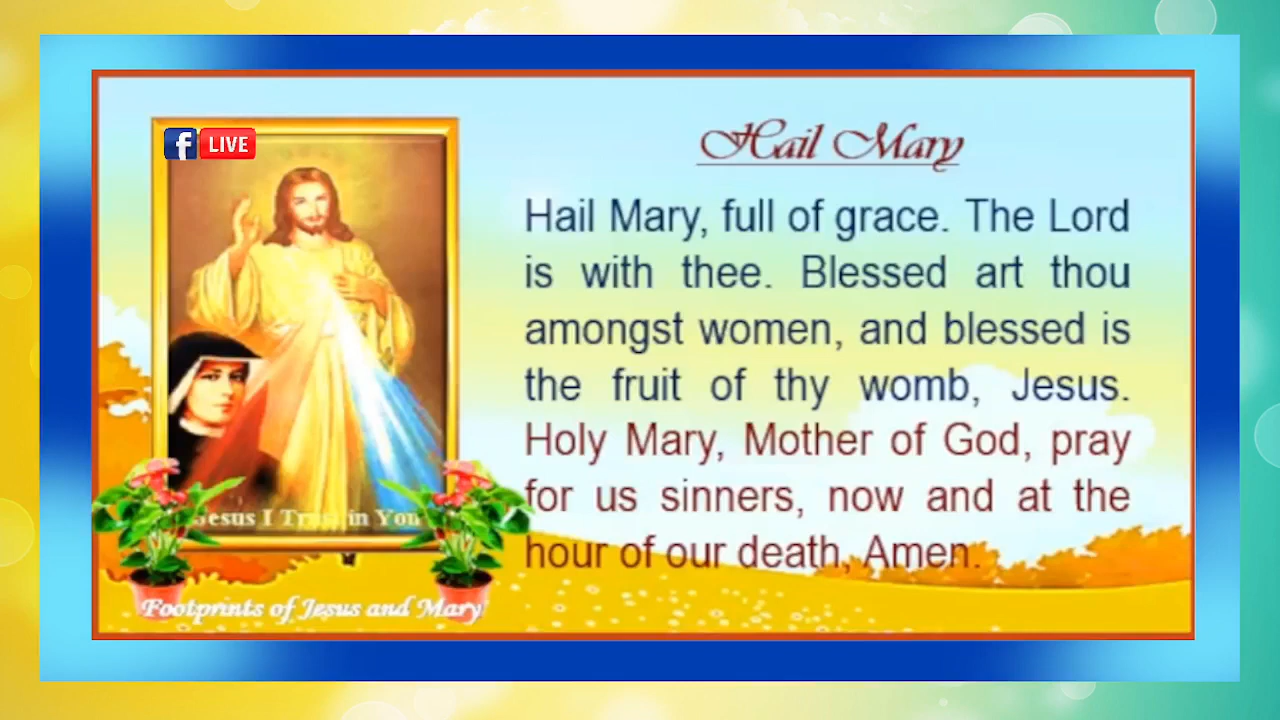 f LIVE
Hail Mary
Hail Mary, full of grace. The Lord
is with thee. Blessed art thou
amongst women, and blessed is
the fruit of thy womb, Jesus.
Holy Mary, Mother of God, pray
for us sinners, now and at the
hour of our death, Amen.
Jesus I Trust in You
Footprints of Jesus and Mary